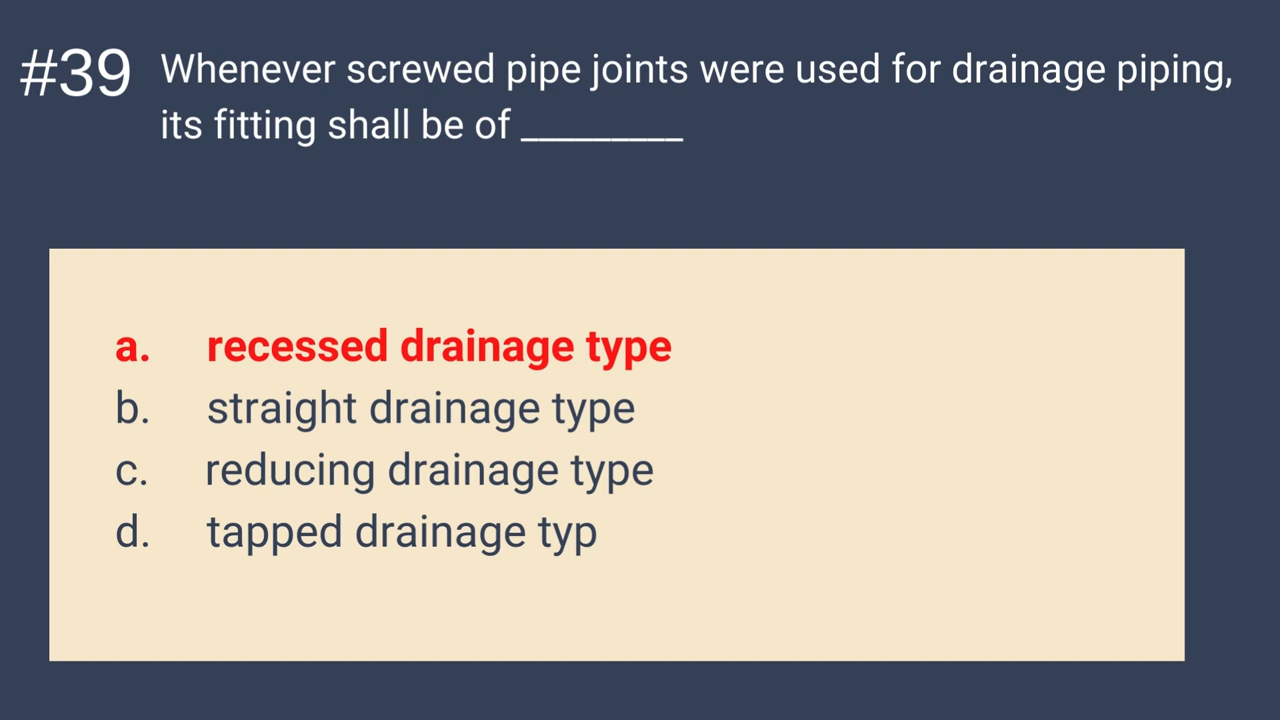 #39 Whenever screwed pipe joints were used for drainage piping,
its fitting shall be of _________
a. recessed drainage type
b. straight drainage type
c. reducing drainage type
d. tapped drainage typ